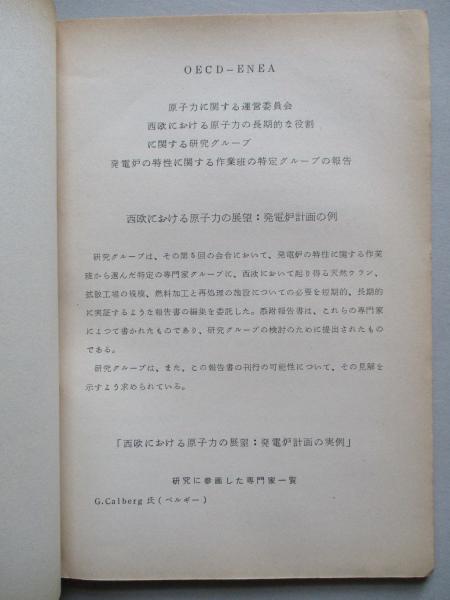 OECD－ENEA
原子力に関する運営委員会
西欧における原子力の長期的な役割
に関する研究グループ
発電炉の特性に関する作業班の特定グループの報告
西欧における原子力の展望：発電炉計画の例
研究グループは、その第5回の会合において、発電炉の特性に関する作業
班から選んだ特定の専門家グループに、西欧において起り得る天然ウラン、
拡散工場の規模、燃料加工と再処理の施設についての必要を短期的、長期的
に実証するような報告書の編集を委託した。添附報告書は、これらの専門家
によつて書かれたものであり、研究グループの検討のために提出されたもの
である。
研究グループは、また、この報告書の刊行の可能性について、その見解を
示すよう求められている。
「西欧における原子力の展望：発電炉計画の実例」
研究に参画した専門家一覧
G.Calberg 氏（ベルギー）